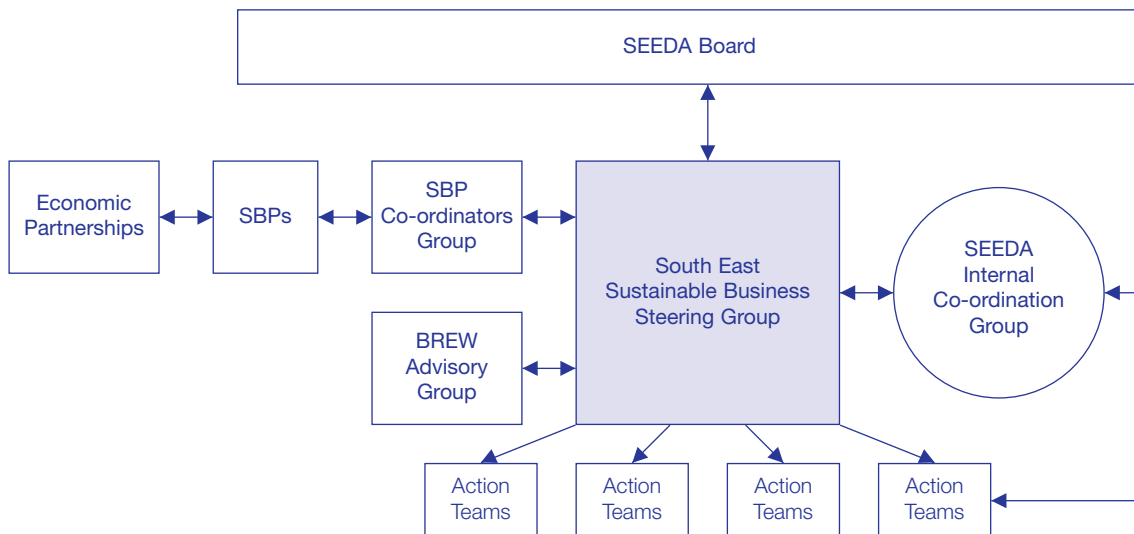 SEEDA Board
Economic
Partnerships
SBPs
SBP
Co-ordinators
Group
South East
Sustainable Business
Steering Group
SEEDA
Internal
Co-ordination
Group
BREW
Advisory
Group
Action
Teams
Action
Teams
Action
Teams
Action
Teams